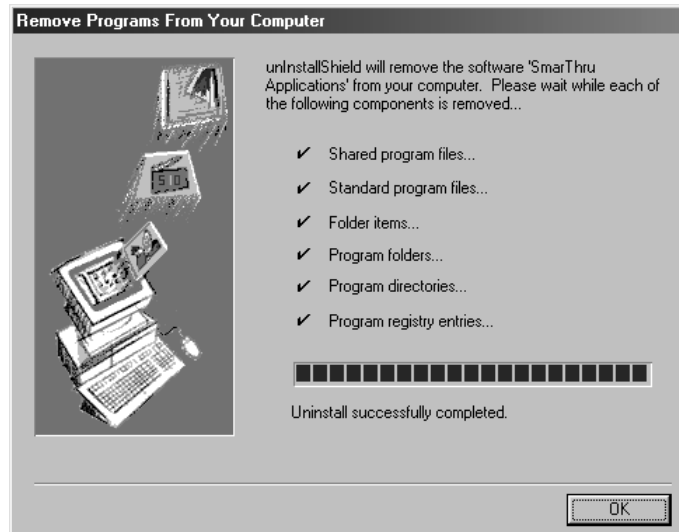 Remove Programs From Your Computer
unInstallShield will remove the software 'SmarThru
Applications' from your computer. Please wait while each of
the following components is removed...
✔ Shared program files...
✔ Standard program files...
✔ Folder items...
✔ Program folders...
✔ Program directories...
✔ Program registry entries...
Uninstall successfully completed.
OK